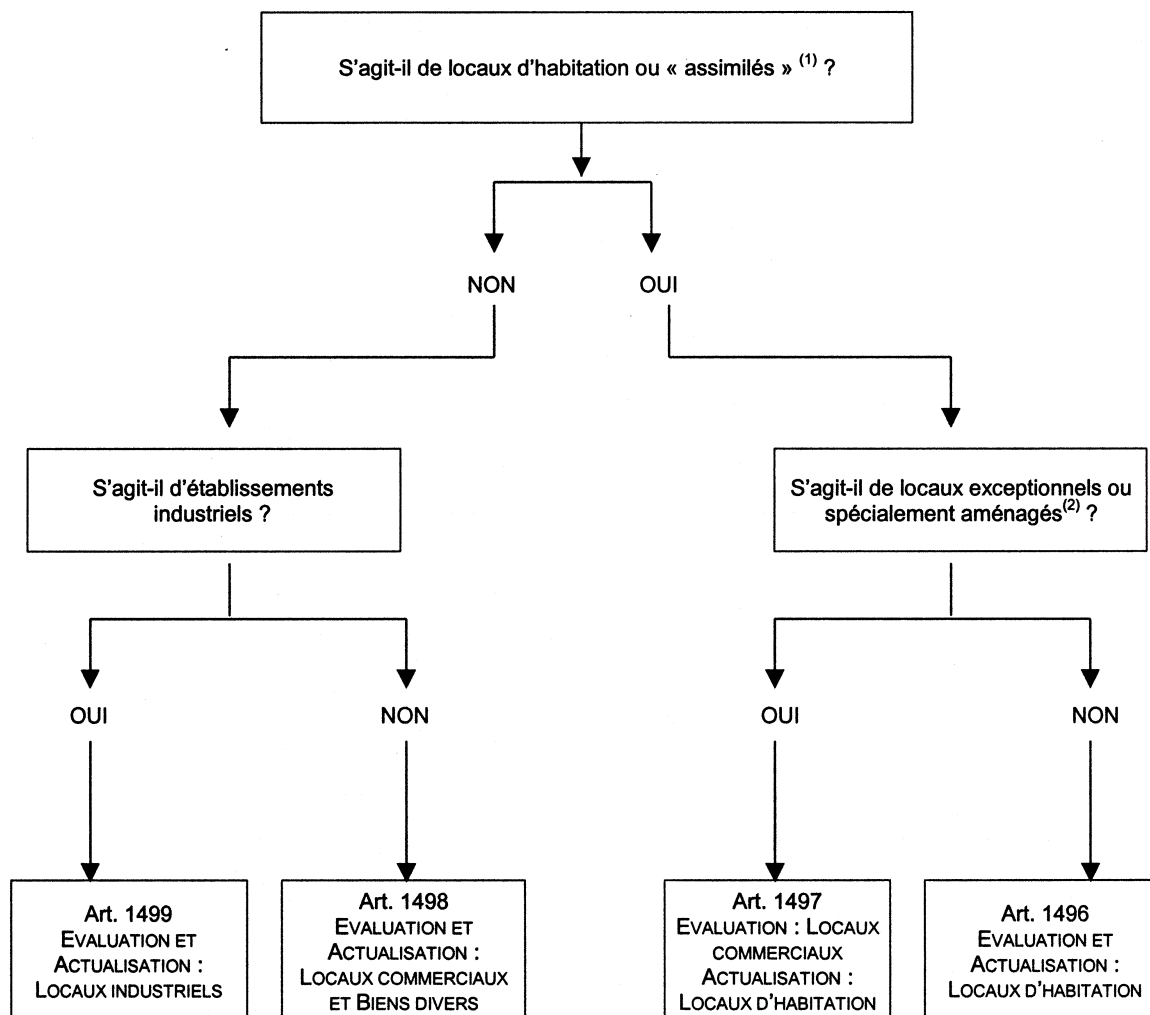 S'agit-il de locaux d'habitation ou « assimilés » (1) ?
NON
OUI
S'agit-il d'établissements
industriels ?
S'agit-il de locaux exceptionnels ou
spécialement aménagés(2) ?
OUI
NON
OUI
NON
Art. 1499
EVALUATION ET
ACTUALISATION :
LOCAUX INDUSTRIELS
Art. 1498
EVALUATION ET
ACTUALISATION :
LOCAUX COMMERCIAUX
ET BIENS DIVERS
Art. 1497
EVALUATION : LOCAUX
COMMERCIAUX
ACTUALISATION :
LOCAUX D'HABITATION
Art. 1496
EVALUATION ET
ACTUALISATION :
LOCAUX D'HABITATION